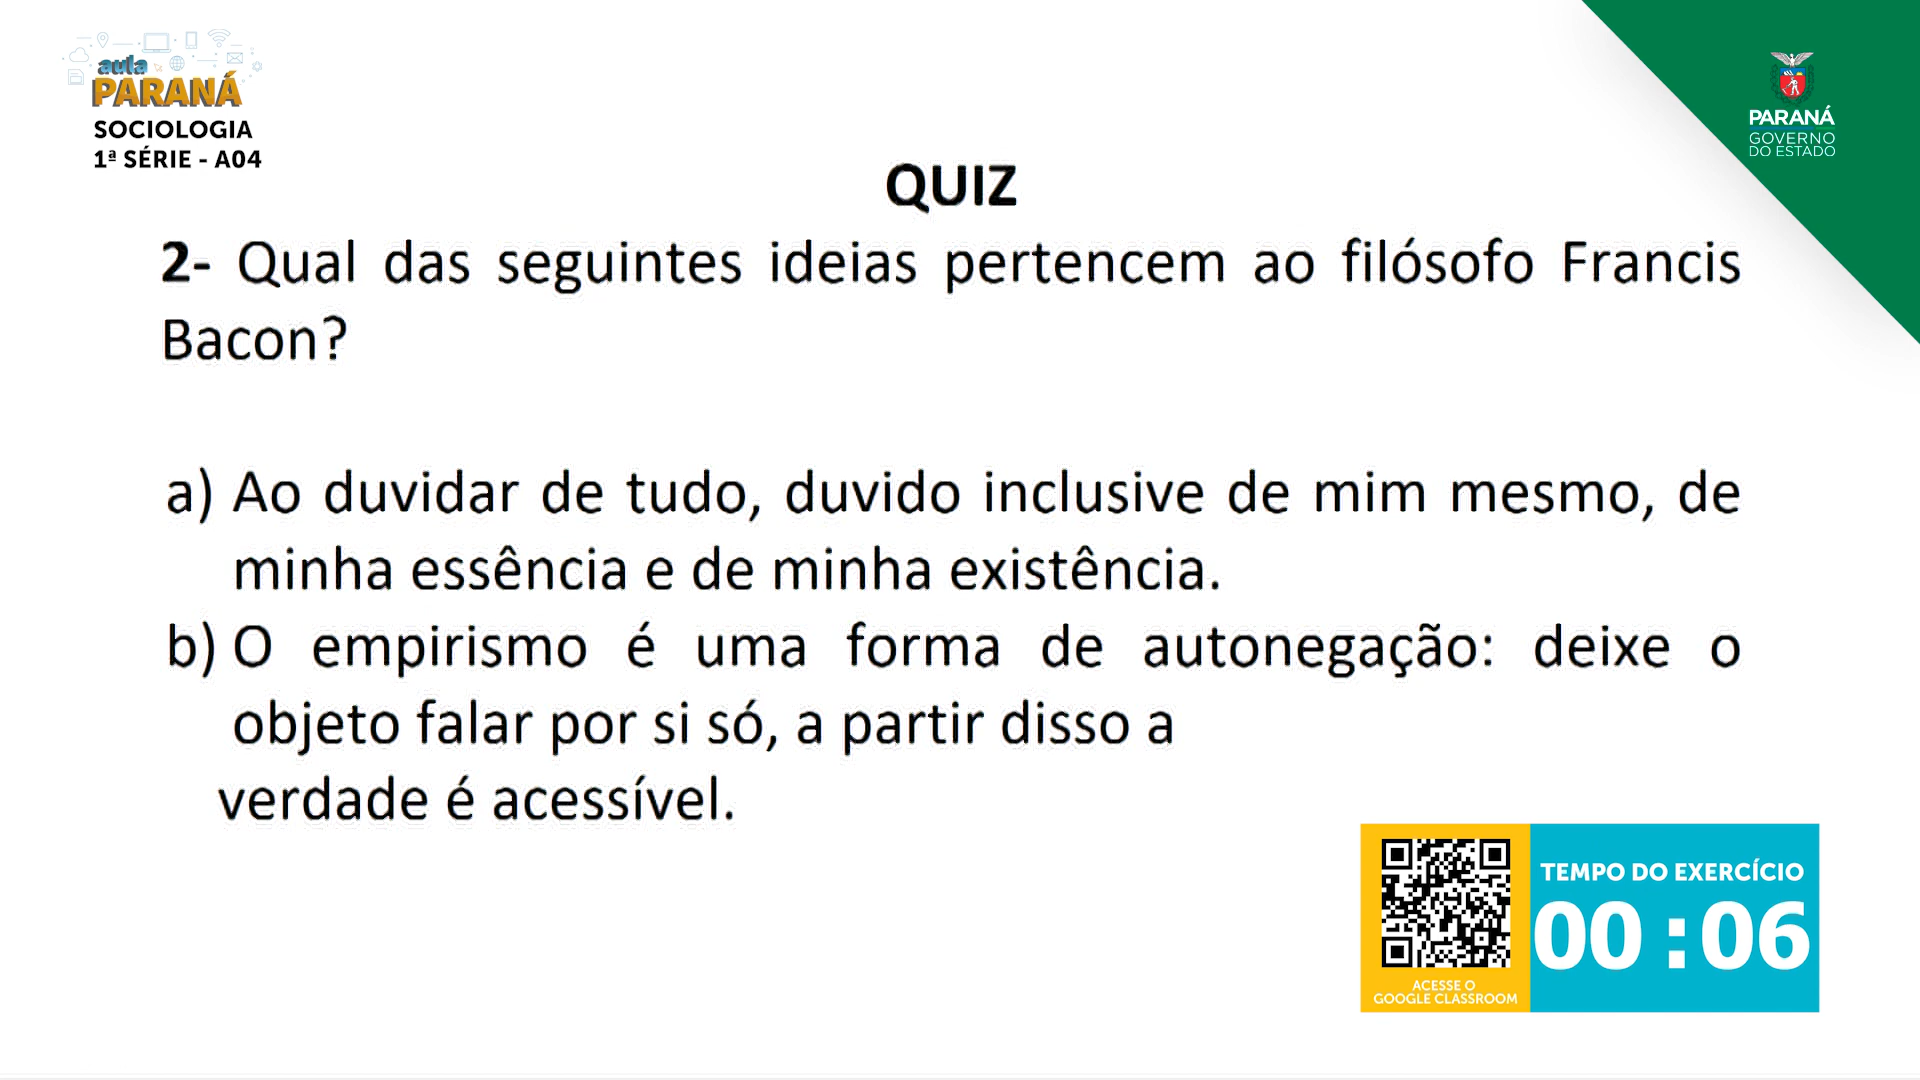 aula
PARANÁ
SOCIOLOGIA
1ª SÉRIE - A04
PARANÁ
GOVERNO
DO ESTADO
QUIZ
2- Qual das seguintes ideias pertencem ao filósofo Francis
Bacon?
a) Ao duvidar de tudo, duvido inclusive de mim mesmo, de
minha essência e de minha existência.
b) O empirismo é uma forma de autonegação: deixe o
objeto falar por si só, a partir disso a
verdade é acessível.
TEMPO DO EXERCÍCIO
00 : 06
ACESSE O
GOOGLE CLASSROOM